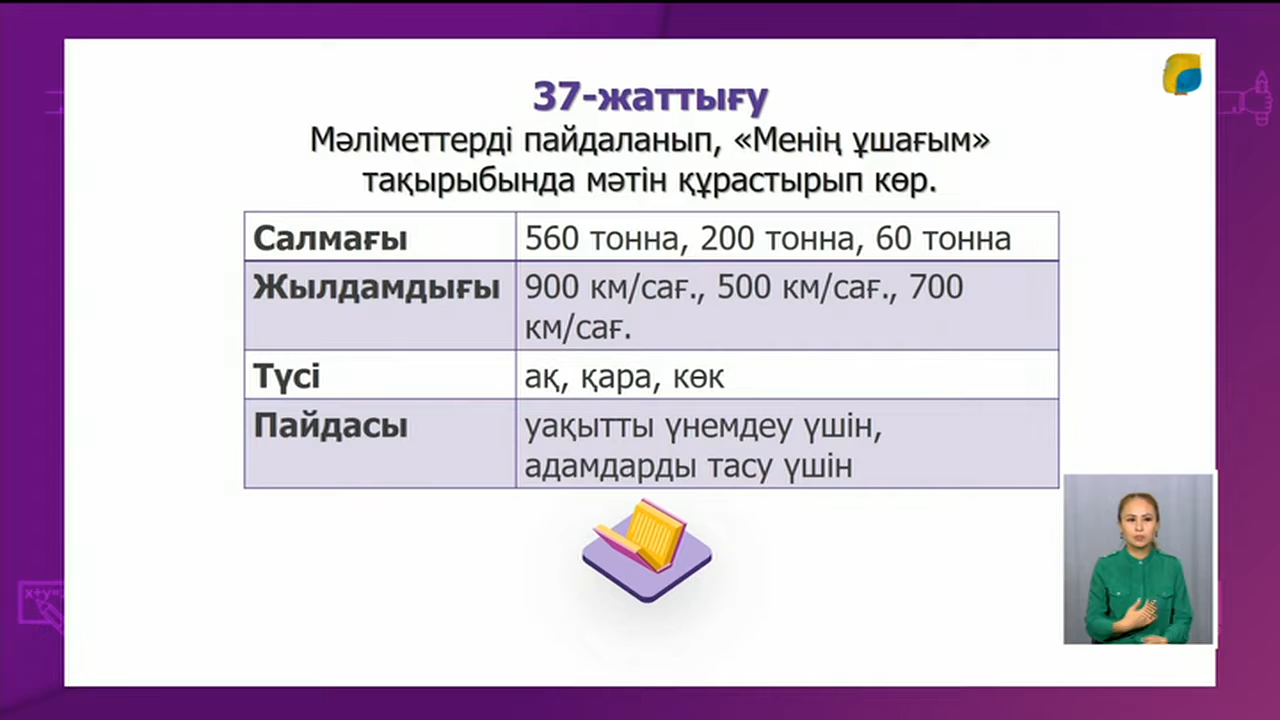 37-жаттығу
Мәліметтерді пайдаланып, «Менің ұшағым»
тақырыбында мәтін құрастырып көр.
Салмағы 560 тонна, 200 тонна, 60 тонна
Жылдамдығы 900 км/сағ., 500 км/сағ., 700
км/сағ.
Түсі ақ, қара, көк
Пайдасы уақытты үнемдеу үшін,
адамдарды тасу үшін